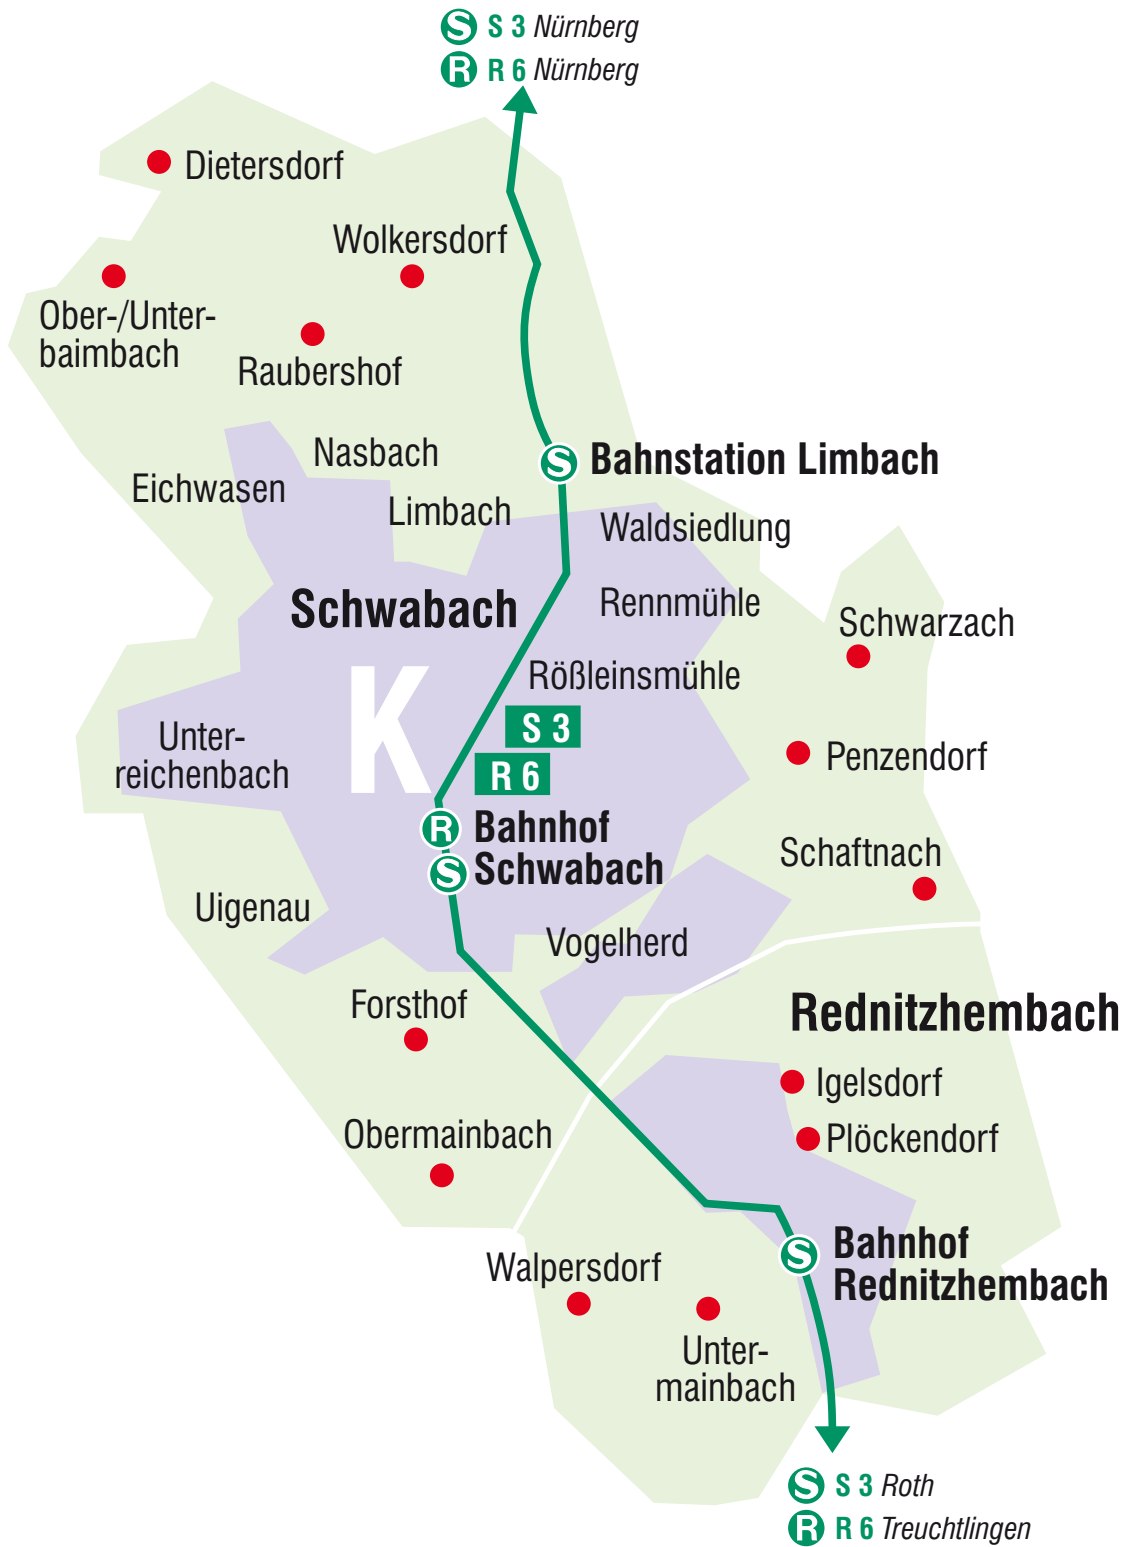 S S 3 Nürnberg
R R 6 Nürnberg
Dietersdorf
Wolkersdorf
Ober-/Unter-
baimbach
Raubershof
Nasbach
Eichwasen
Limbach
S Bahnstation Limbach
Waldsiedlung
Schwabach
Rennmühle
Schwarzach
K
Rößleinsmühle
S 3
Unter-
reichenbach
Penzendorf
R 6
R Bahnhof
S Schwabach
Schaftnach
Uigenau
Vogelherd
Forsthof
Rednitzhembach
Igelsdorf
Obermainbach
Plöckendorf
S Bahnhof
Rednitzhembach
Walpersdorf
Unter-
mainbach
S S 3 Roth
R R 6 Treuchtlingen